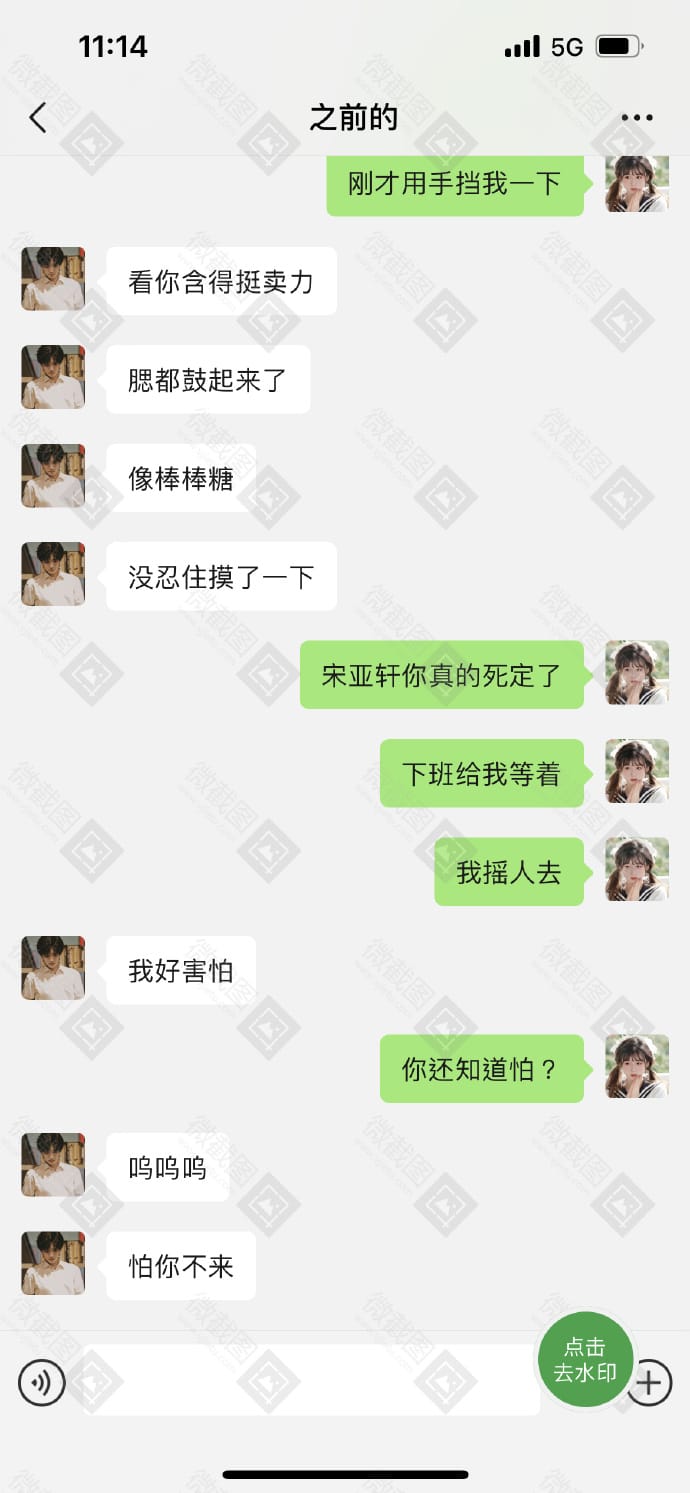 11:14
5G
之前的
刚才用手挡我一下
看你含得挺卖力
腮都鼓起来了
像棒棒糖
没忍住摸了一下
宋亚轩你真的死定了
下班给我等着
我摇人去
我好害怕
你还知道怕？
呜呜呜
怕你不来
点击
去水印
微截图